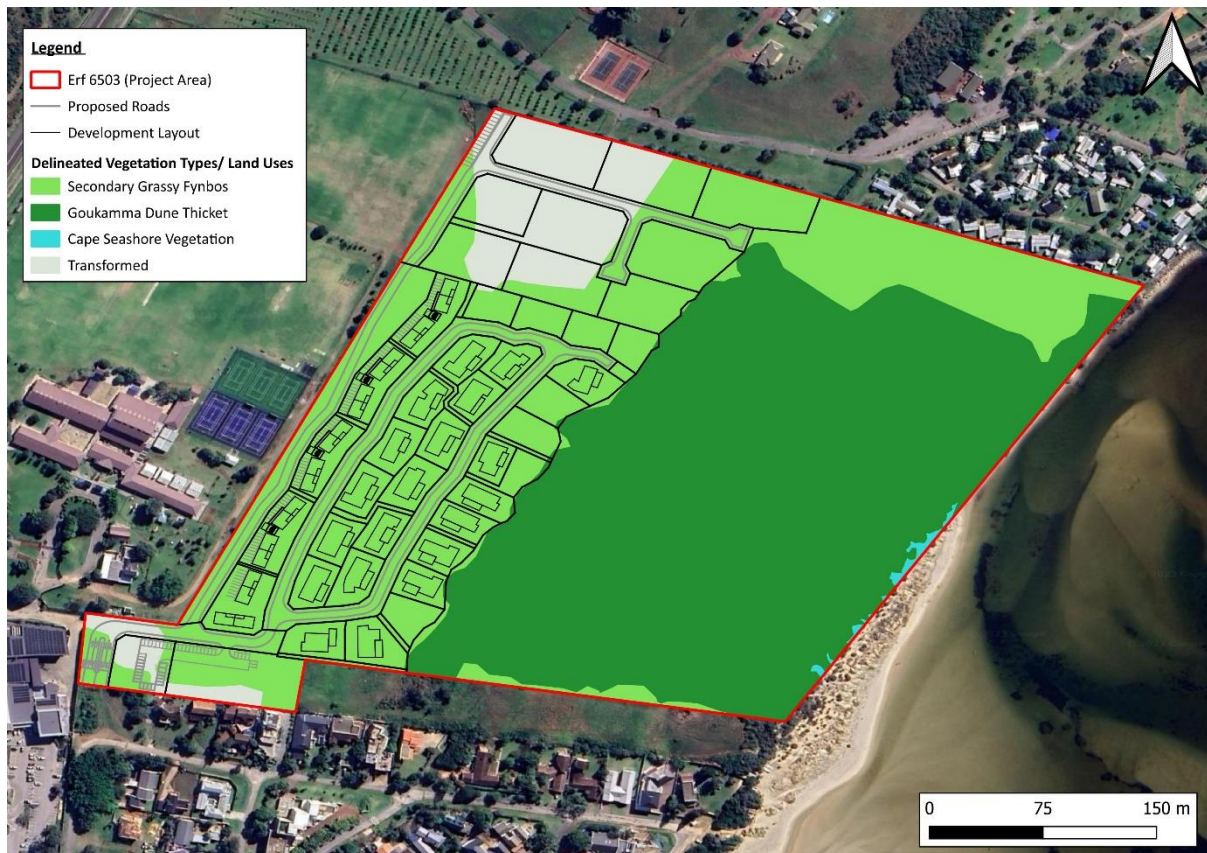 Legend
Erf 6503 (Project Area)
Proposed Roads
Development Layout
Delineated Vegetation Types/ Land Uses
Secondary Grassy Fynbos
Goukamma Dune Thicket
Cape Seashore Vegetation
Transformed
0 75 150 m